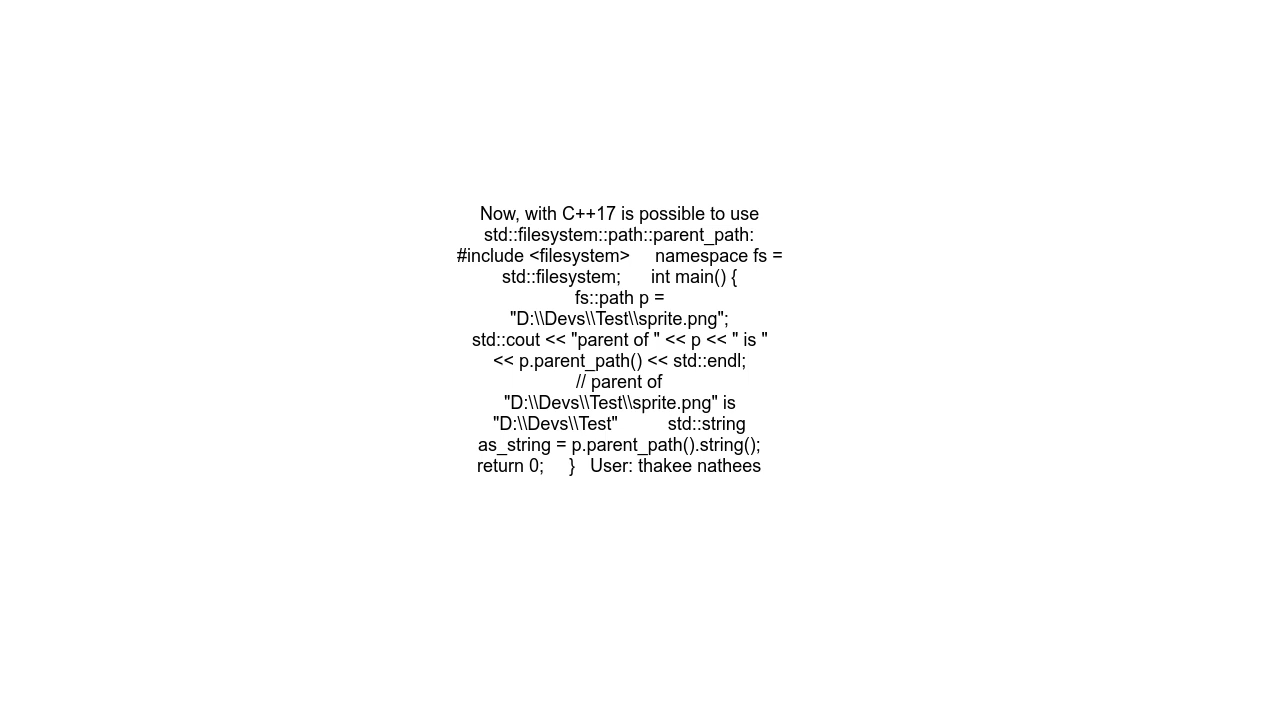 Now, with C++17 is possible to use
std::filesystem::path::parent_path:
#include <filesystem>     namespace fs =
std::filesystem;      int main() {
fs::path p =
"D:\\Devs\\Test\\sprite.png";
std::cout << "parent of " << p << " is "
<< p.parent_path() << std::endl;
// parent of
"D:\\Devs\\Test\\sprite.png" is
"D:\\Devs\\Test"          std::string
as_string = p.parent_path().string();
return 0;     }   User: thakee nathees